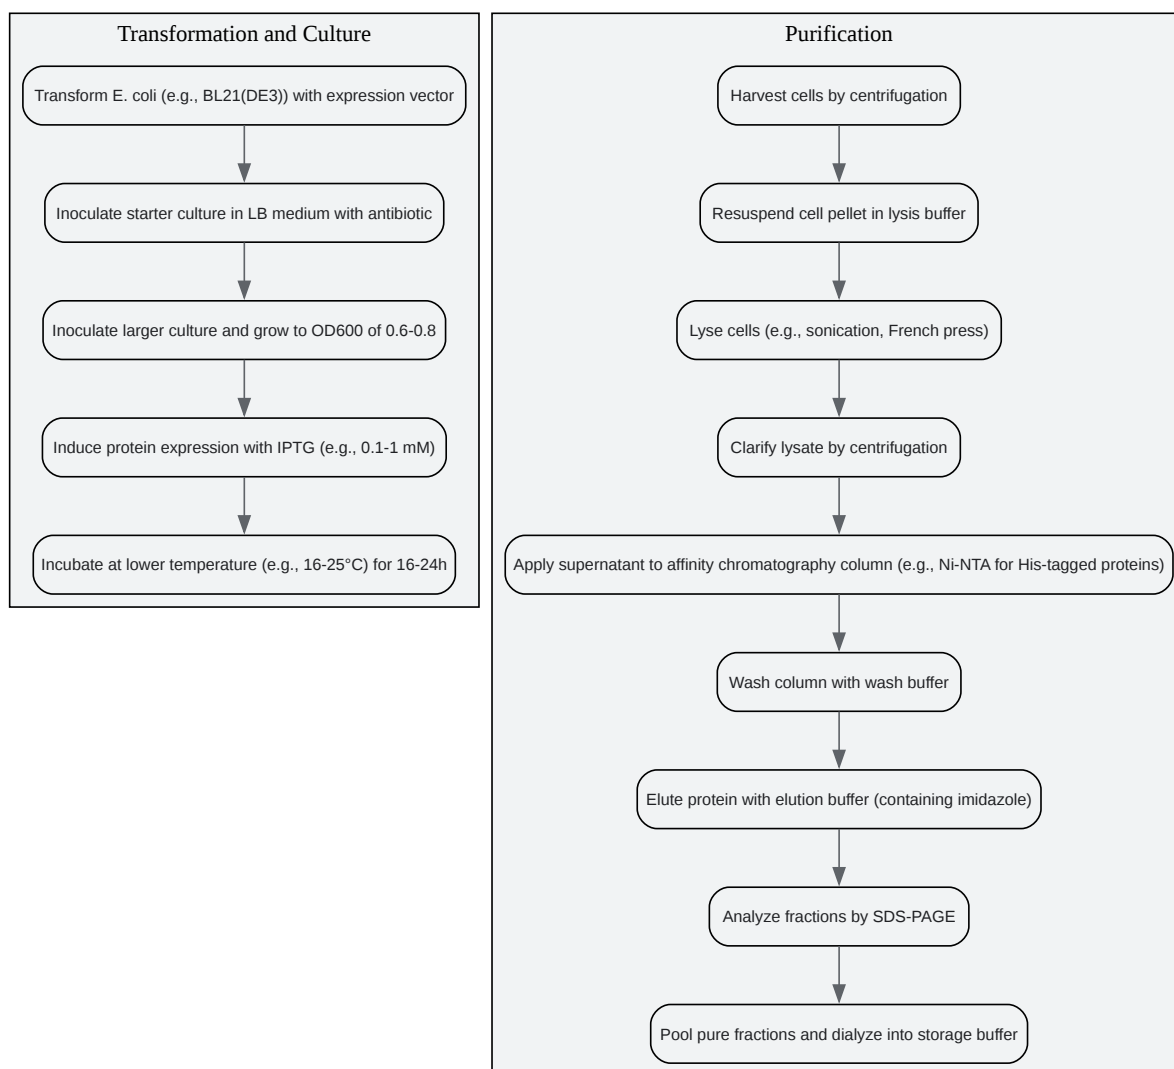 Transformation and Culture
Transform E. coli (e.g., BL21(DE3)) with expression vector
Inoculate starter culture in LB medium with antibiotic
Inoculate larger culture and grow to OD600 of 0.6-0.8
Induce protein expression with IPTG (e.g., 0.1-1 mM)
Incubate at lower temperature (e.g., 16-25°C) for 16-24h
Purification
Harvest cells by centrifugation
Resuspend cell pellet in lysis buffer
Lyse cells (e.g., sonication, French press)
Clarify lysate by centrifugation
Apply supernatant to affinity chromatography column (e.g., Ni-NTA for His-tagged proteins)
Wash column with wash buffer
Elute protein with elution buffer (containing imidazole)
Analyze fractions by SDS-PAGE
Pool pure fractions and dialyze into storage buffer